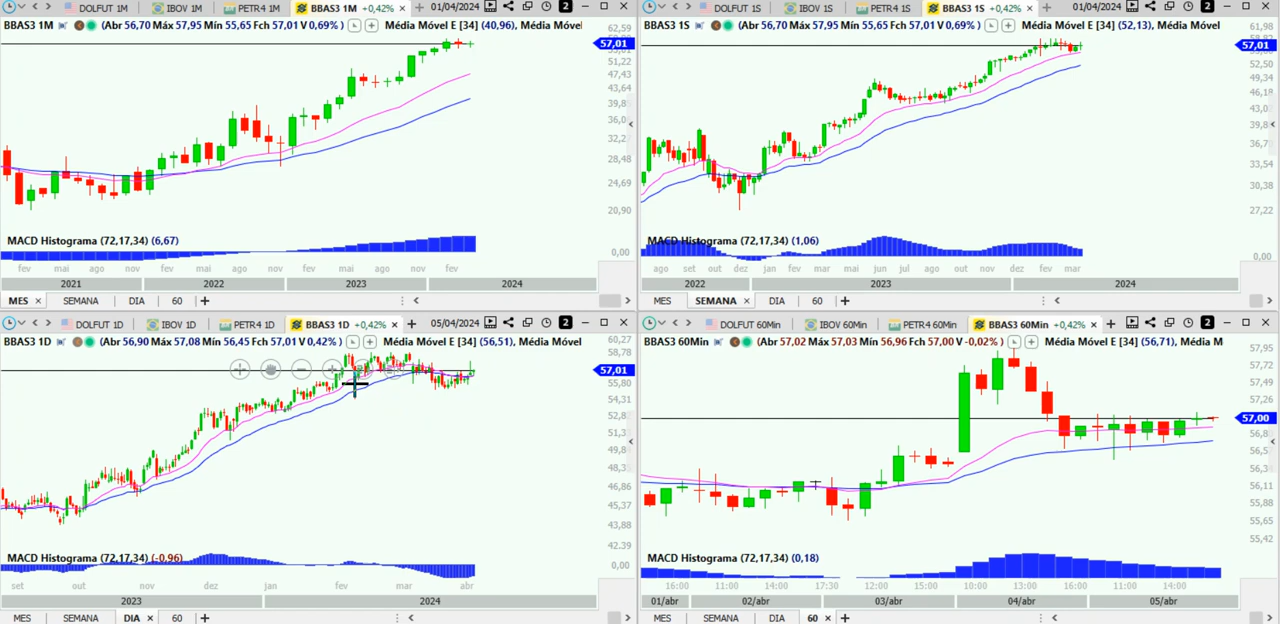 DOLFUT 1M IBOV 1M PETR4 1M BBAS3 1M +0,42% × + 01/04/2024 2
BBAS3 1M (Abr 56,70 Máx 57,95 Mín 55,65 Fch 57,01 V 0,69%) Média Móvel E [34] (40,96), Média Móvel
62,59
57,01
51,22
47,43
43,64
39,8
36,0
32,2
28,48
24,69
20,90
MACD Histograma (72,17,34) (6,67)
0,00
fev mai ago nov fev mai ago nov fev mai ago nov fev
2021 2022 2023 2024
MES × SEMANA DIA 60 +
DOLFUT 1S IBOV 1S PETR4 1S BBAS3 1S +0,42% × + 01/04/2024 2
BBAS3 1S (Abr 56,70 Máx 57,95 Mín 55,65 Fch 57,01 V 0,69%) Média Móvel E [34] (52,13), Média Móvel
61,98
57,01
52,50
49,34
46,18
43,0
39,8
36,7
33,54
30,38
27,22
MACD Histograma (72,17,34) (1,06)
0,00
ago set out dez jan fev mar mai jun jul ago out nov dez fev mar
2022 2023 2024
MES SEMANA × DIA 60 +
DOLFUT 1D IBOV 1D PETR4 1D BBAS3 1D +0,42% × + 05/04/2024 2
BBAS3 1D (Abr 56,90 Máx 57,08 Mín 56,45 Fch 57,01 V 0,42%) Média Móvel E [34] (56,51), Média Móvel
60,27
58,78
57,01
55,80
54,31
52,8
51,3
49,8
48,3
46,86
45,37
43,88
42,39
MACD Histograma (72,17,34) (-0,96)
0,00
set out nov dez jan fev mar abr
2023 2024
MES SEMANA DIA × 60 +
DOLFUT 60Min IBOV 60Min PETR4 60Min BBAS3 60Min +0,42% × + 05/04/2024 2
BBAS3 60Min (Abr 57,02 Máx 57,03 Mín 56,96 Fch 57,00 V -0,02%) Média Móvel E [34] (56,71), Média M
57,95
57,72
57,49
57,26
57,00
56,8
56,5
56,3
56,11
55,88
55,65
55,42
MACD Histograma (72,17,34) (0,18)
16:00 11:00 14:00 17:30 12:00 15:00 10:00 13:00 16:00 11:00 14:00
01/abr 02/abr 03/abr 04/abr 05/abr
MES SEMANA DIA 60 × +